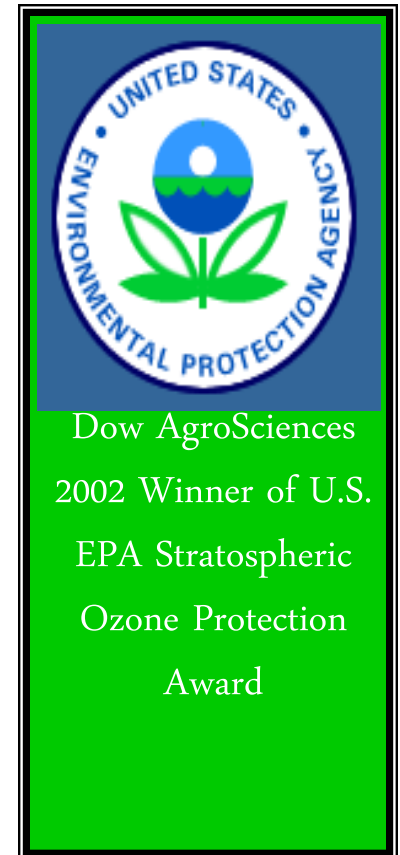 UNITED STATES
ENVIRONMENTAL PROTECTION AGENCY
Dow AgroSciences
2002 Winner of U.S.
EPA Stratospheric
Ozone Protection
Award